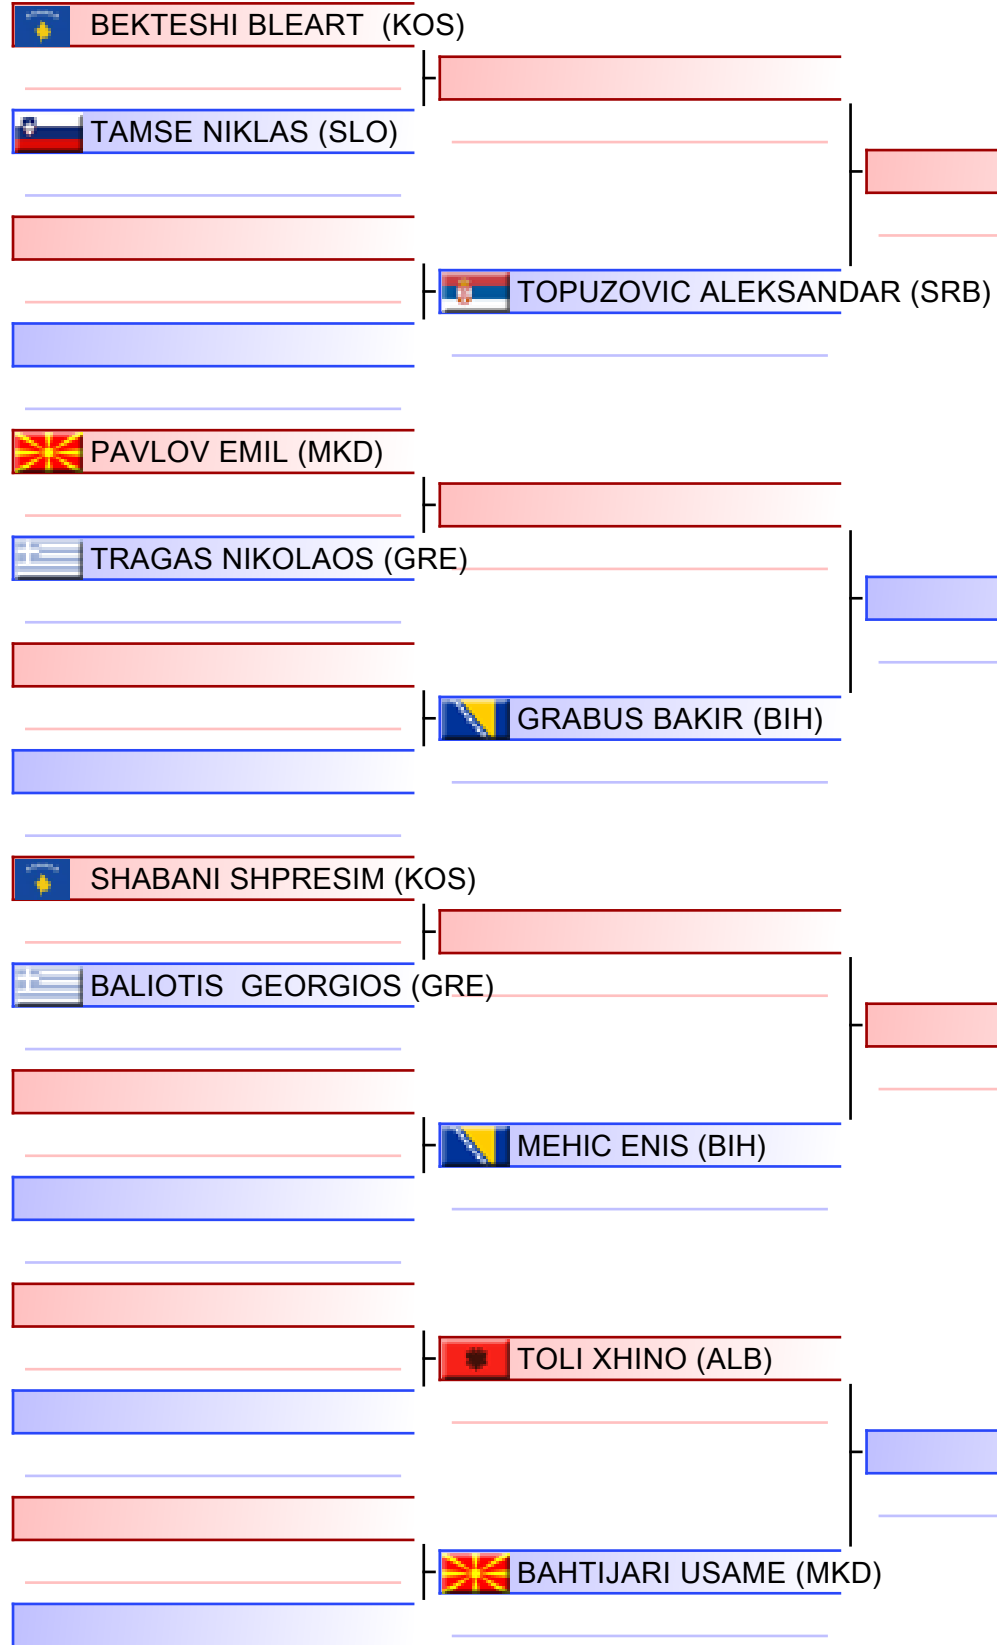 BEKTESHI BLEART  (KOS)
TAMSE NIKLAS (SLO)
TOPUZOVIC ALEKSANDAR (SRB)
PAVLOV EMIL (MKD)
TRAGAS NIKOLAOS (GRE)
GRABUS BAKIR (BIH)
SHABANI SHPRESIM (KOS)
BALIOTIS  GEORGIOS (GRE)
MEHIC ENIS (BIH)
TOLI XHINO (ALB)
BAHTIJARI USAME (MKD)